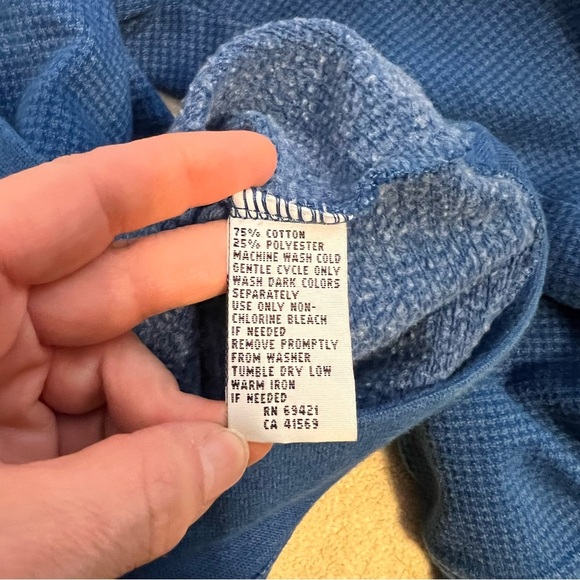 75% COTTON
25% POLYESTER
MACHINE WASH COLD
GENTLE CYCLE ONLY
WASH DARK COLORS
SEPARATELY
USE ONLY NON-
CHLORINE BLEACH
IF NEEDED
REMOVE PROMPTLY
FROM WASHER
TUMBLE DRY LOW
WARM IRON
IF NEEDED
RN 69421
CA 41569